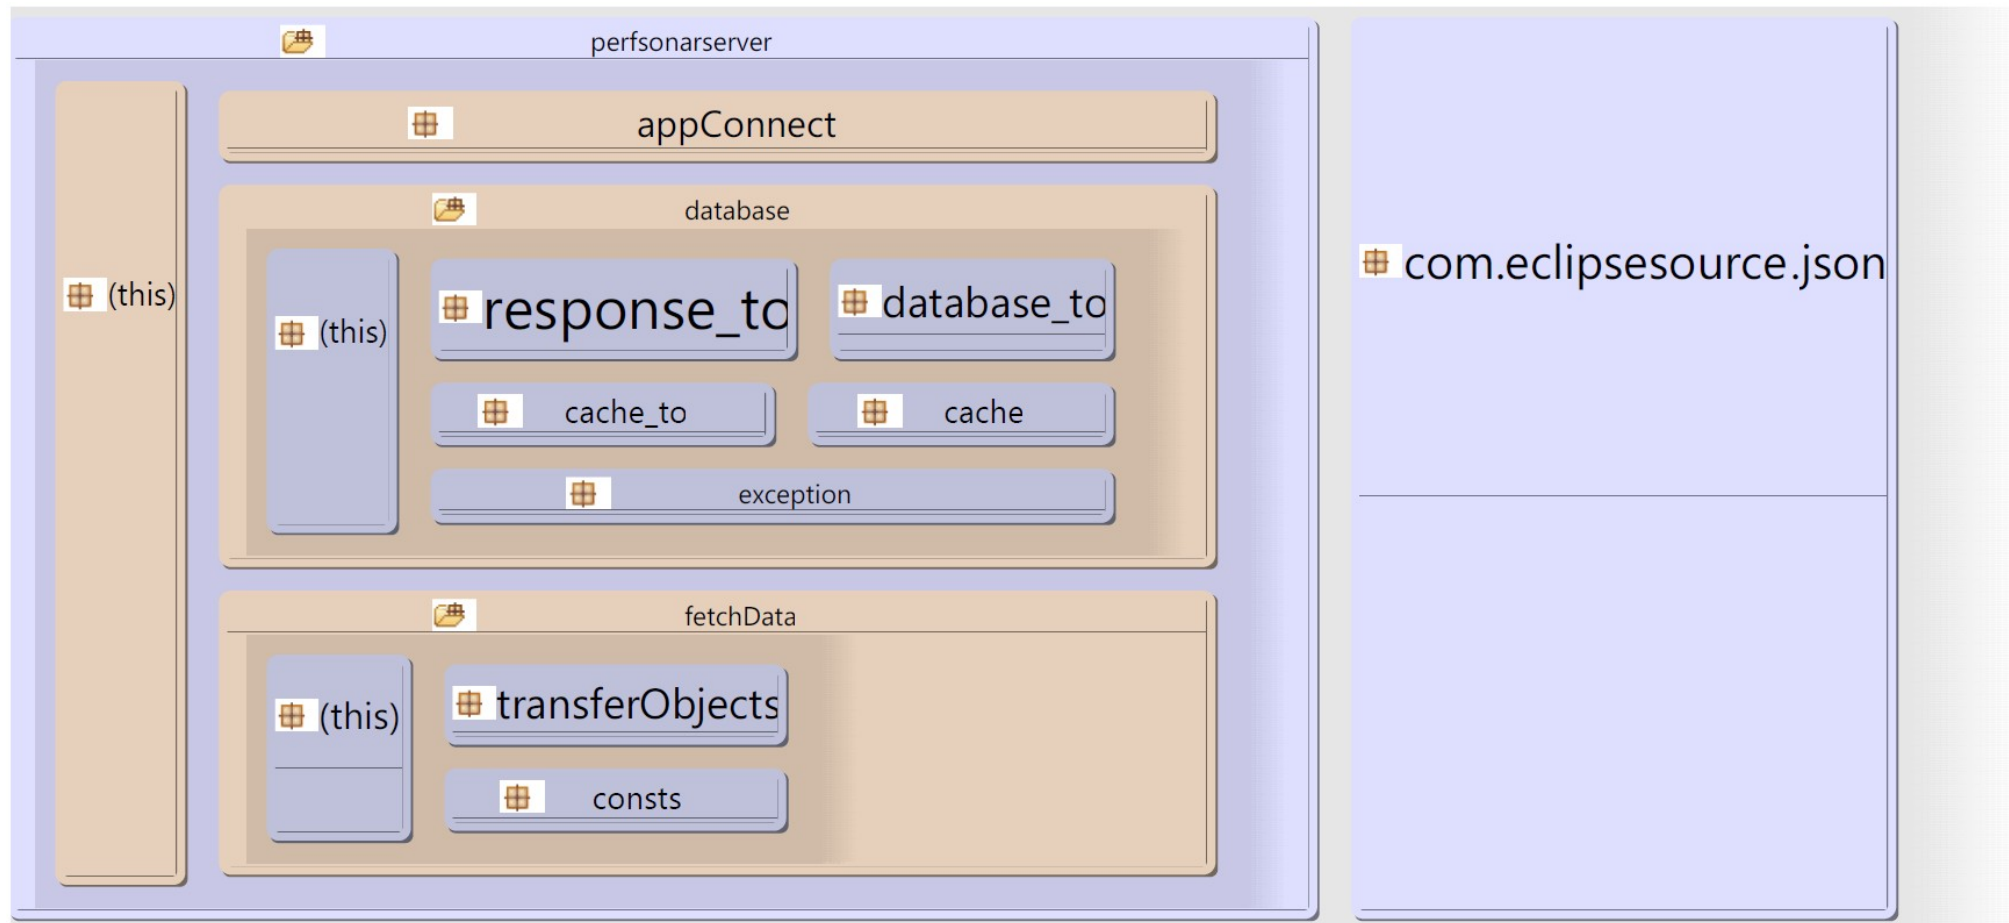 perfsonarserver
(this)
appConnect
database
(this)
response_to
database_to
cache_to
cache
exception
fetchData
(this)
transferObjects
consts
com.eclipsesource.json